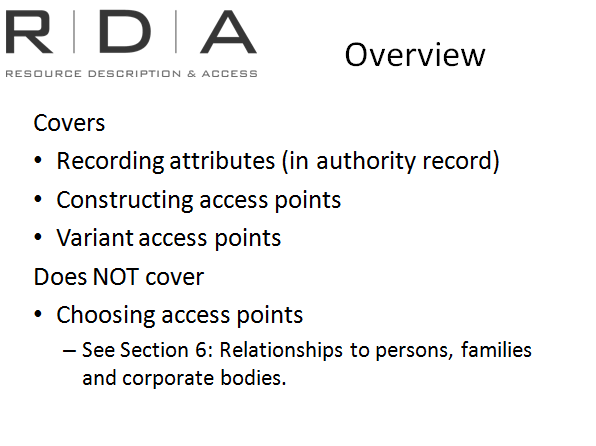 R|D|A
RESOURCE DESCRIPTION & ACCESS
Overview
Covers
• Recording attributes (in authority record)
• Constructing access points
• Variant access points
Does NOT cover
• Choosing access points
– See Section 6: Relationships to persons, families
and corporate bodies.